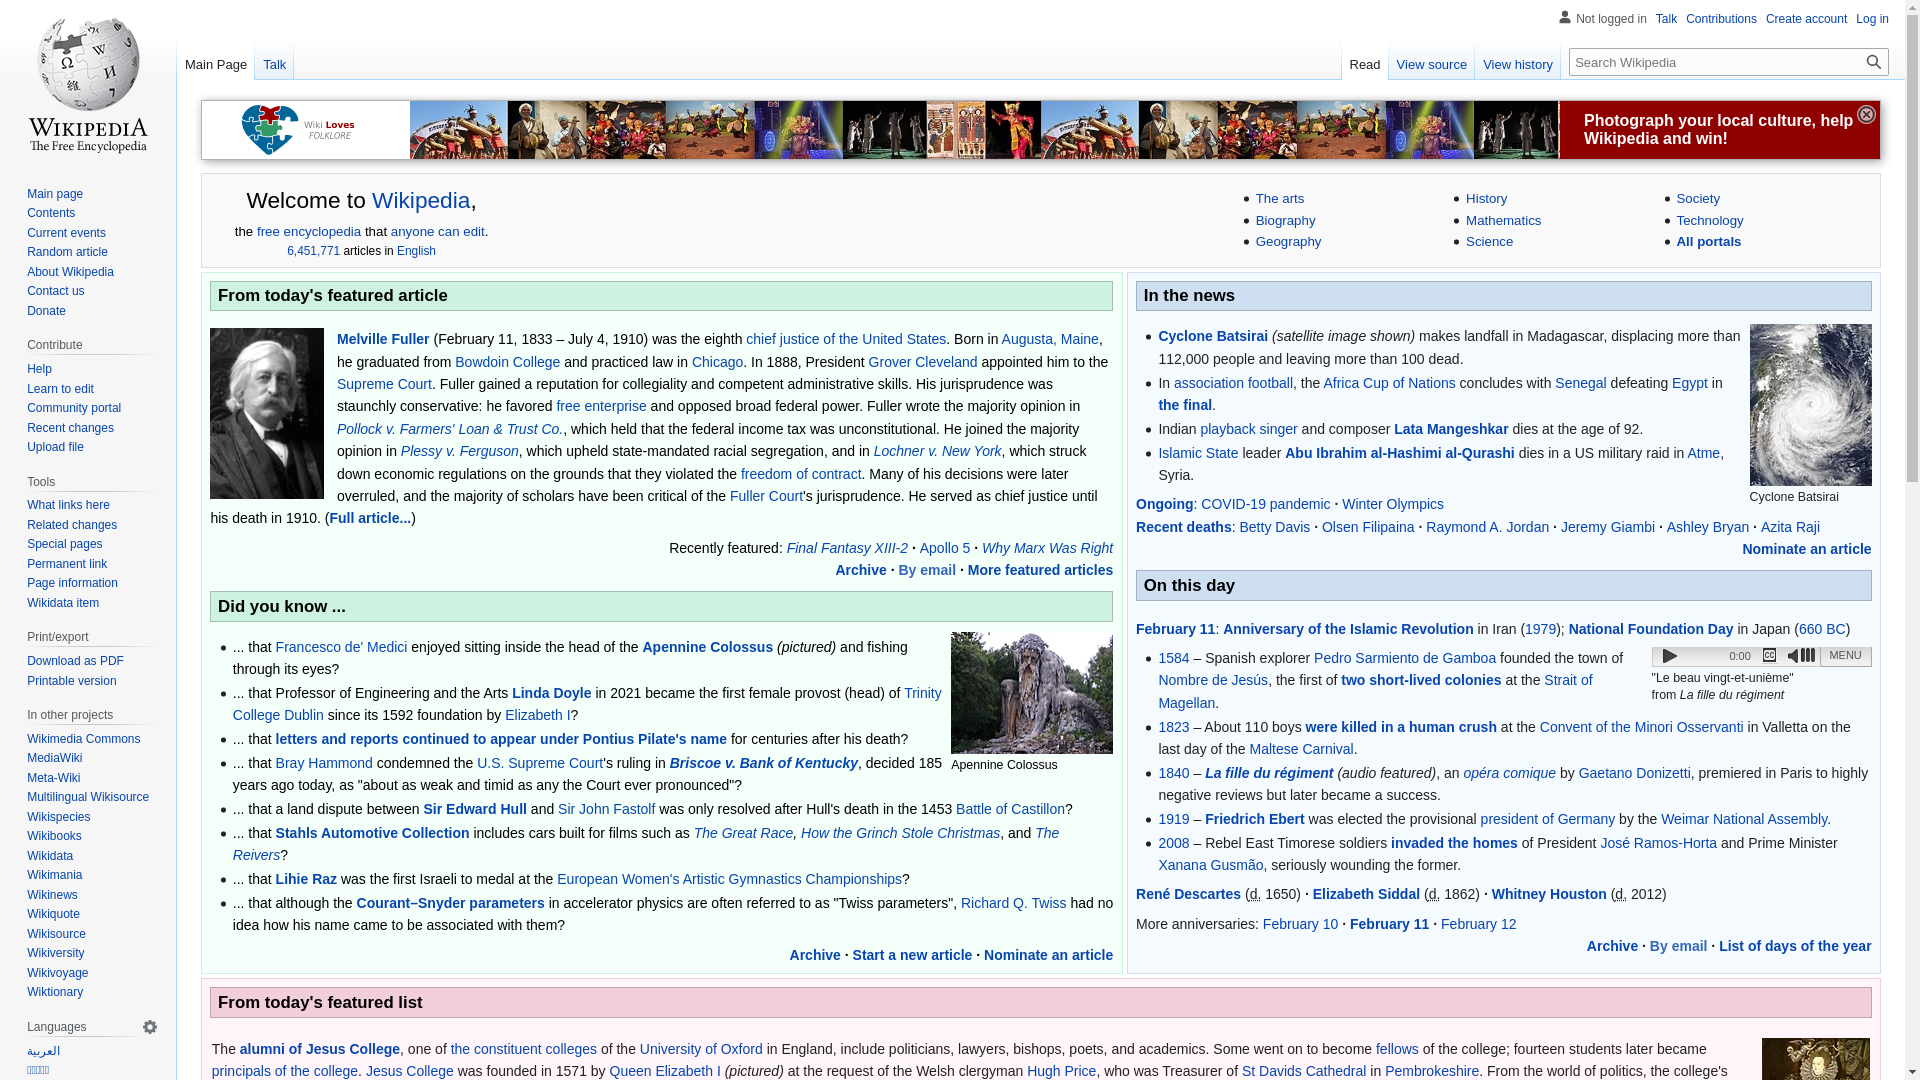 Not logged in Talk Contributions Create account Log in
WIKIPEDIA
The Free Encyclopedia
Main Page Talk
Read View source View history Search Wikipedia
Wiki Loves
FOLKLORE
Photograph your local culture, help
Wikipedia and win!
Main page
Contents
Current events
Random article
About Wikipedia
Contact us
Donate
Contribute
Help
Learn to edit
Community portal
Recent changes
Upload file
Tools
What links here
Related changes
Special pages
Permanent link
Page information
Wikidata item
Print/export
Download as PDF
Printable version
In other projects
Wikimedia Commons
MediaWiki
Meta-Wiki
Multilingual Wikisource
Wikispecies
Wikibooks
Wikidata
Wikimania
Wikinews
Wikiquote
Wikisource
Wikiversity
Wikivoyage
Wiktionary
Languages
العربية
Welcome to Wikipedia,
the free encyclopedia that anyone can edit.
6,451,771 articles in English
The arts
Biography
Geography
History
Mathematics
Science
Society
Technology
All portals
From today's featured article
Melville Fuller (February 11, 1833 – July 4, 1910) was the eighth chief justice of the United States. Born in Augusta, Maine,
he graduated from Bowdoin College and practiced law in Chicago. In 1888, President Grover Cleveland appointed him to the
Supreme Court. Fuller gained a reputation for collegiality and competent administrative skills. His jurisprudence was
staunchly conservative: he favored free enterprise and opposed broad federal power. Fuller wrote the majority opinion in
Pollock v. Farmers' Loan & Trust Co., which held that the federal income tax was unconstitutional. He joined the majority
opinion in Plessy v. Ferguson, which upheld state-mandated racial segregation, and in Lochner v. New York, which struck
down economic regulations on the grounds that they violated the freedom of contract. Many of his decisions were later
overruled, and the majority of scholars have been critical of the Fuller Court's jurisprudence. He served as chief justice until
his death in 1910. (Full article...)
Recently featured: Final Fantasy XIII-2 · Apollo 5 · Why Marx Was Right
Archive · By email · More featured articles
Did you know ...
... that Francesco de' Medici enjoyed sitting inside the head of the Apennine Colossus (pictured) and fishing
through its eyes?
... that Professor of Engineering and the Arts Linda Doyle in 2021 became the first female provost (head) of Trinity
College Dublin since its 1592 foundation by Elizabeth I?
... that letters and reports continued to appear under Pontius Pilate's name for centuries after his death?
... that Bray Hammond condemned the U.S. Supreme Court's ruling in Briscoe v. Bank of Kentucky, decided 185
years ago today, as "about as weak and timid as any the Court ever pronounced"?
Apennine Colossus
... that a land dispute between Sir Edward Hull and Sir John Fastolf was only resolved after Hull's death in the 1453 Battle of Castillon?
... that Stahls Automotive Collection includes cars built for films such as The Great Race, How the Grinch Stole Christmas, and The
Reivers?
... that Lihie Raz was the first Israeli to medal at the European Women's Artistic Gymnastics Championships?
... that although the Courant–Snyder parameters in accelerator physics are often referred to as "Twiss parameters", Richard Q. Twiss had no
idea how his name came to be associated with them?
Archive · Start a new article · Nominate an article
In the news
Cyclone Batsirai (satellite image shown) makes landfall in Madagascar, displacing more than
112,000 people and leaving more than 100 dead.
In association football, the Africa Cup of Nations concludes with Senegal defeating Egypt in
the final.
Indian playback singer and composer Lata Mangeshkar dies at the age of 92.
Islamic State leader Abu Ibrahim al-Hashimi al-Qurashi dies in a US military raid in Atme,
Syria.
Cyclone Batsirai
Ongoing: COVID-19 pandemic · Winter Olympics
Recent deaths: Betty Davis · Olsen Filipaina · Raymond A. Jordan · Jeremy Giambi · Ashley Bryan · Azita Raji
Nominate an article
On this day
February 11: Anniversary of the Islamic Revolution in Iran (1979); National Foundation Day in Japan (660 BC)
1584 – Spanish explorer Pedro Sarmiento de Gamboa founded the town of
Nombre de Jesús, the first of two short-lived colonies at the Strait of
Magellan.
0:00 CC MENU
"Le beau vingt-et-unième"
from La fille du régiment
1823 – About 110 boys were killed in a human crush at the Convent of the Minori Osservanti in Valletta on the
last day of the Maltese Carnival.
1840 – La fille du régiment (audio featured), an opéra comique by Gaetano Donizetti, premiered in Paris to highly
negative reviews but later became a success.
1919 – Friedrich Ebert was elected the provisional president of Germany by the Weimar National Assembly.
2008 – Rebel East Timorese soldiers invaded the homes of President José Ramos-Horta and Prime Minister
Xanana Gusmão, seriously wounding the former.
René Descartes (d. 1650) · Elizabeth Siddal (d. 1862) · Whitney Houston (d. 2012)
More anniversaries: February 10 · February 11 · February 12
Archive · By email · List of days of the year
From today's featured list
The alumni of Jesus College, one of the constituent colleges of the University of Oxford in England, include politicians, lawyers, bishops, poets, and academics. Some went on to become fellows of the college; fourteen students later became
principals of the college. Jesus College was founded in 1571 by Queen Elizabeth I (pictured) at the request of the Welsh clergyman Hugh Price, who was Treasurer of St Davids Cathedral in Pembrokeshire. From the world of politics, the college's